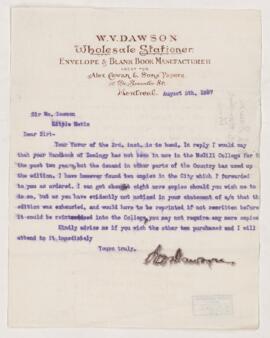 W.V. DAWSON
Wholesale Stationer.
ENVELOPE & BLANK BOOK MANUFACTURER
AGENT FOR
Alex. Cowan & Sons' Papers
Montreal, August 5th, 1887
Sir Wm. Dawson
Little Metis
Dear Sir:-
Your favor of the 3rd. inst. is to hand. In reply I would say
that your Handbook of Zoology has not been in use in the McGill College for
the past two years, but the demand in other parts of the Country has used up
the edition. I have however found two copies in the City which I forwarded
to you as ordered. I can get eight more copies should you wish me to
do so, but as you have evidently not noticed in your statement of a/c that the
edition was exhausted, and would have to be reprinted if not rewritten before
it could be into the College, you may not require any more copies
Kindly advise me if you wish the other two purchased and I will
attend to it immediately
Yours truly,
Dawson